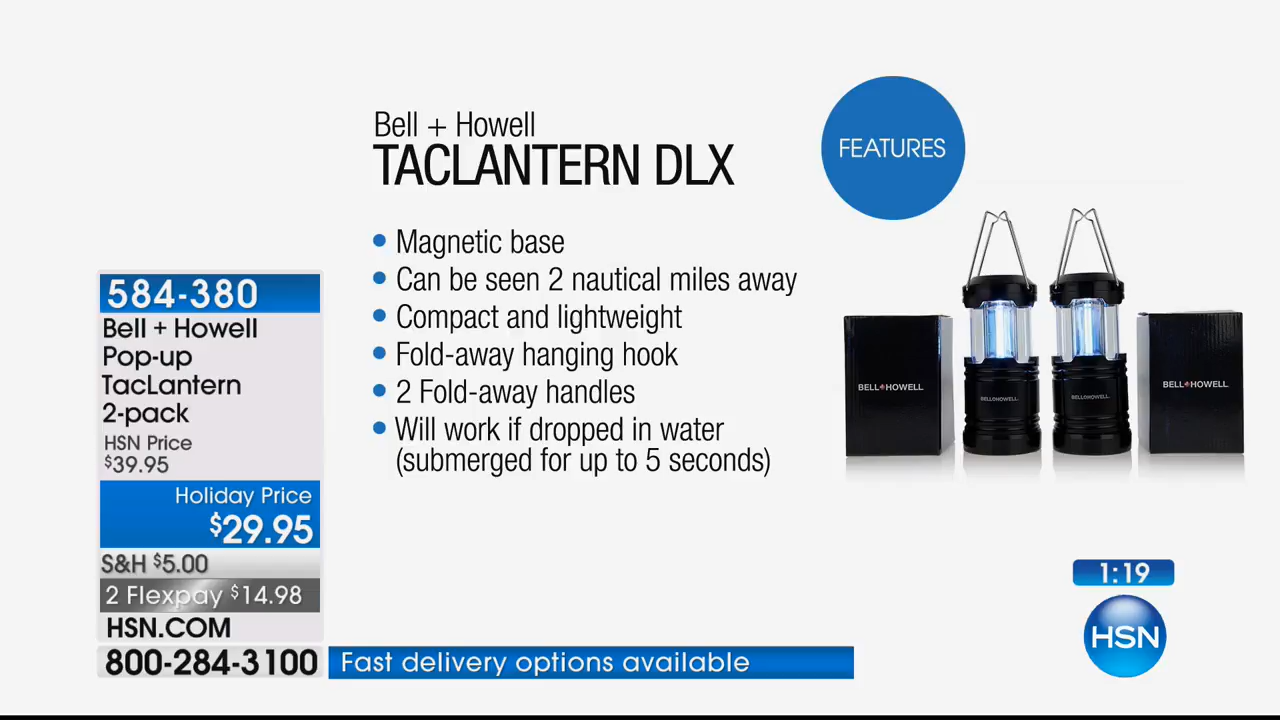 Bell + Howell
TACLANTERN DLX
FEATURES
• Magnetic base
• Can be seen 2 nautical miles away
• Compact and lightweight
• Fold-away hanging hook
• 2 Fold-away handles
• Will work if dropped in water
(submerged for up to 5 seconds)
584-380
Bell + Howell
Pop-up
TacLantern
2-pack
HSN Price
$39.95
Holiday Price
$29.95
S&H $5.00
2 Flexpay $14.98
HSN.COM
800-284-3100
Fast delivery options available
BELL+HOWELL
BELL+HOWELL
BELL+HOWELL
BELL+HOWELL
1:19
HSN